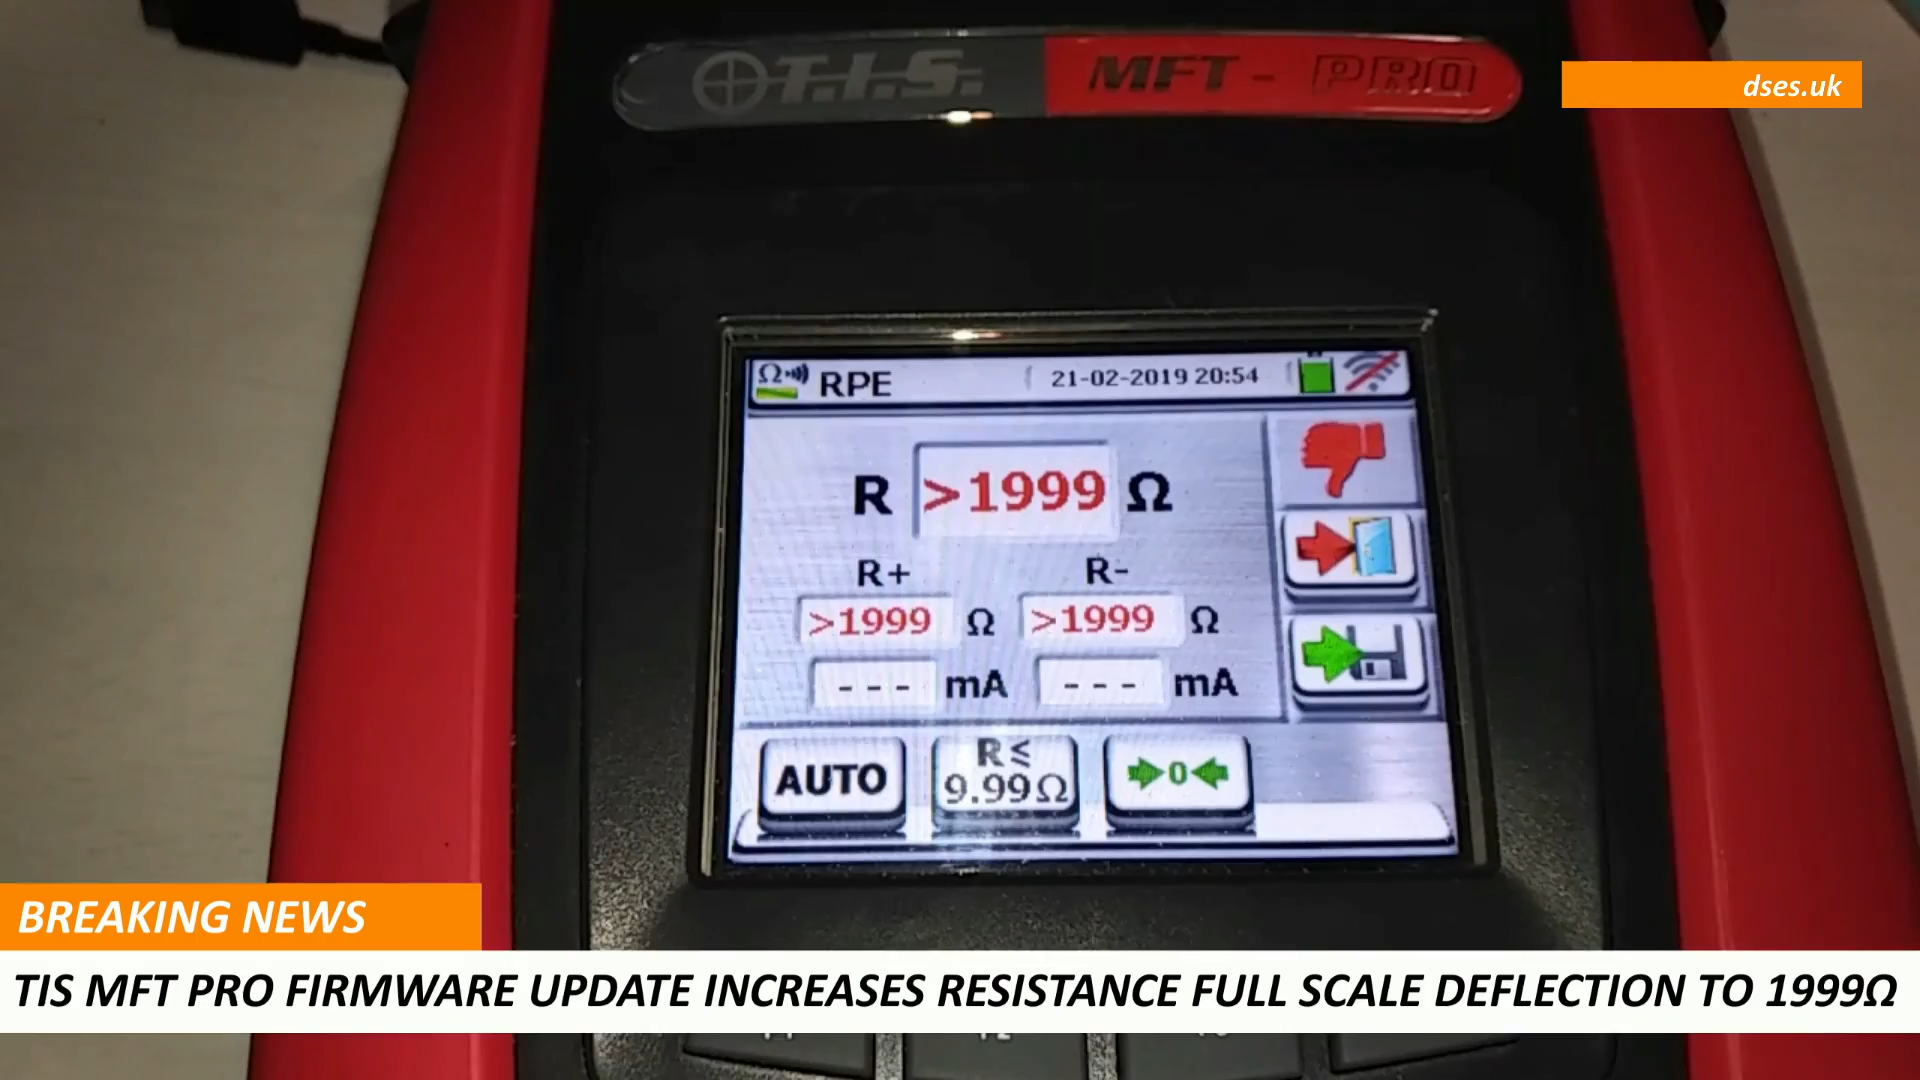 T.I.S.
MFT - PRO
dses.uk
Ω RPE 21-02-2019 20:54
R >1999 Ω
R+ R-
>1999 Ω >1999 Ω
--- mA --- mA
AUTO
R≤
9.99Ω
0
BREAKING NEWS
TIS MFT PRO FIRMWARE UPDATE INCREASES RESISTANCE FULL SCALE DEFLECTION TO 1999Ω